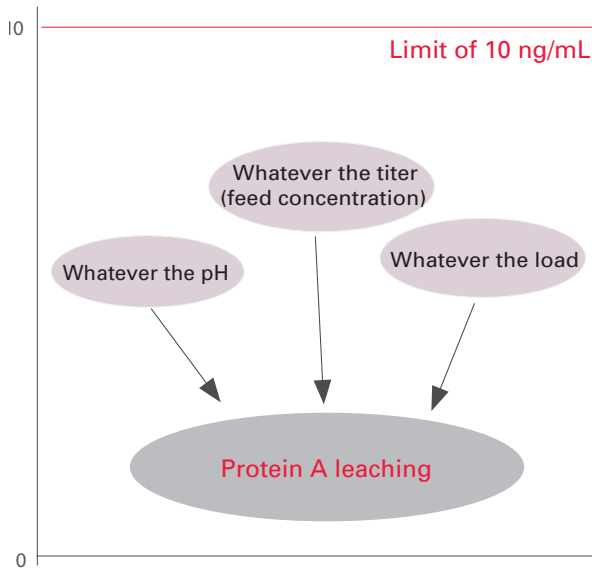 10
Limit of 10 ng/mL
Whatever the titer
(feed concentration)
Whatever the pH
Whatever the load
Protein A leaching
0